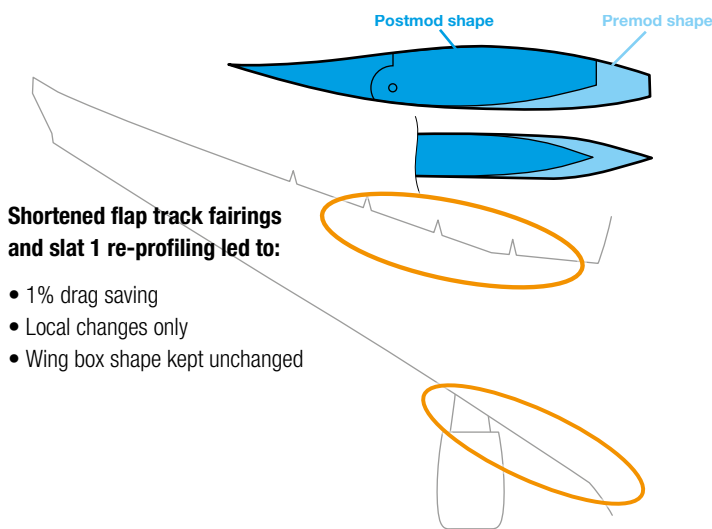 Postmod shape
Premod shape
Shortened flap track fairings
and slat 1 re-profiling led to:
• 1% drag saving
• Local changes only
• Wing box shape kept unchanged